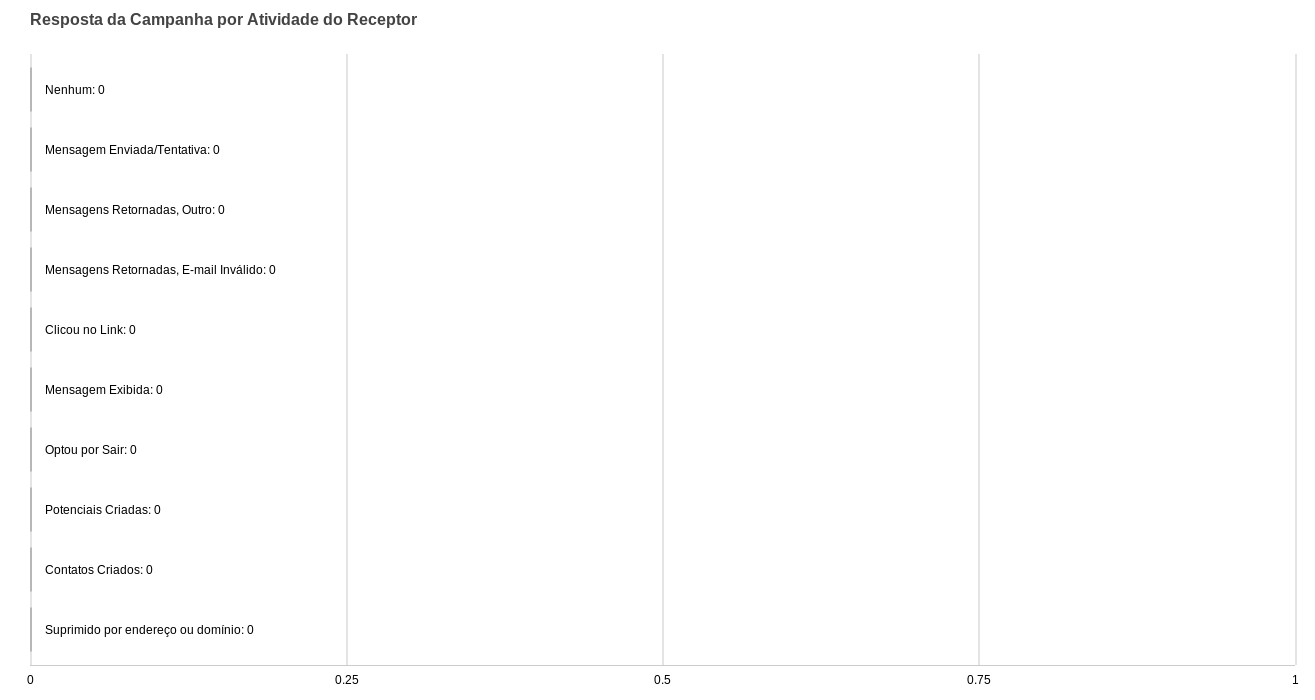 Resposta da Campanha por Atividade do Receptor
Nenhum: 0
Mensagem Enviada/Tentativa: 0
Mensagens Retornadas, Outro: 0
Mensagens Retornadas, E-mail Inválido: 0
Clicou no Link: 0
Mensagem Exibida: 0
Optou por Sair: 0
Potenciais Criadas: 0
Contatos Criados: 0
Suprimido por endereço ou domínio: 0
0 0.25 0.5 0.75 1